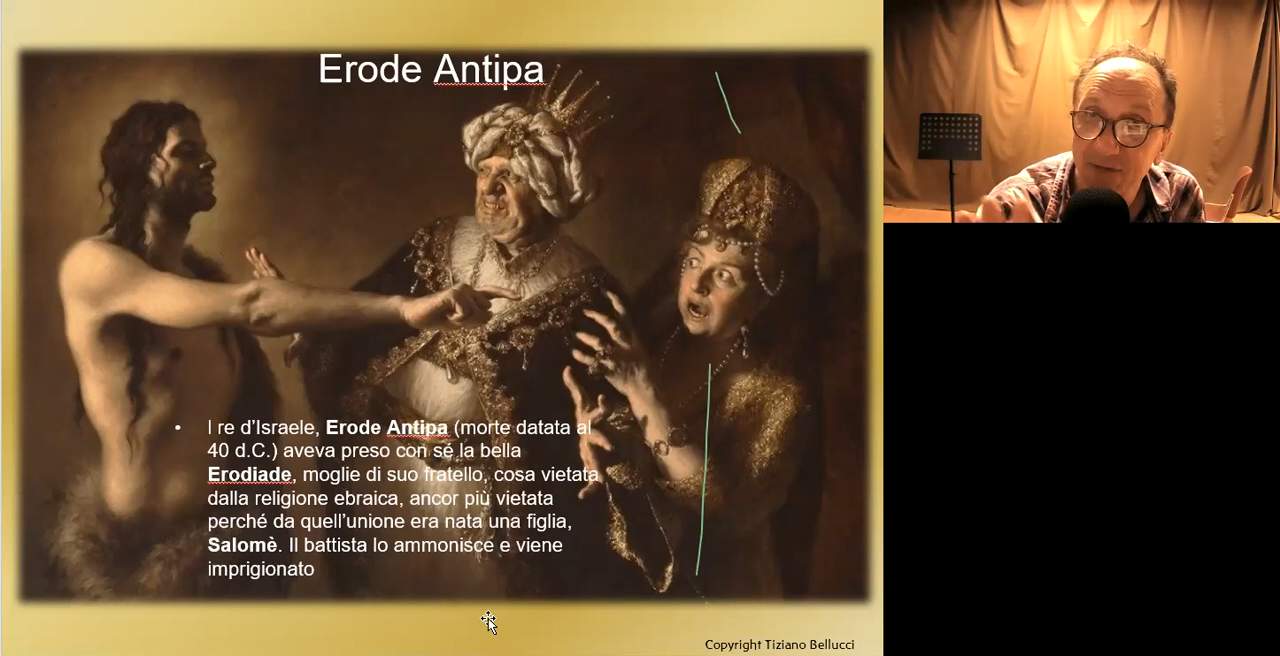 Erode Antipa
• l re d'Israele, Erode Antipa (morte datata al
40 d.C.) aveva preso con sé la bella
Erodiade, moglie di suo fratello, cosa vietata
dalla religione ebraica, ancor più vietata
perché da quell'unione era nata una figlia,
Salomè. Il battista lo ammonisce e viene
imprigionato
Copyright Tiziano Bellucci